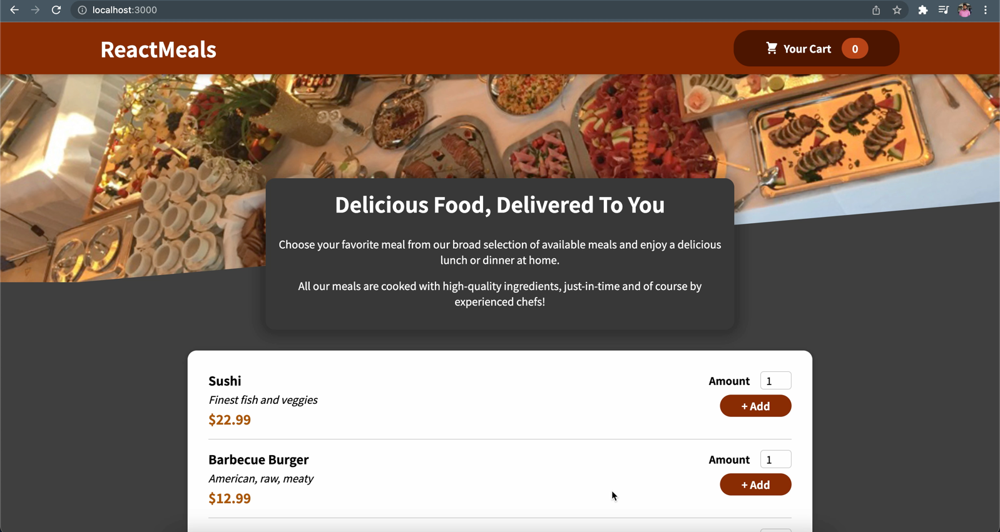 localhost:3000
ReactMeals
Your Cart 0
Delicious Food, Delivered To You
Choose your favorite meal from our broad selection of available meals and enjoy a delicious
lunch or dinner at home.
All our meals are cooked with high-quality ingredients, just-in-time and of course by
experienced chefs!
Sushi
Finest fish and veggies
$22.99
Amount 1
+ Add
Barbecue Burger
American, raw, meaty
$12.99
Amount 1
+ Add